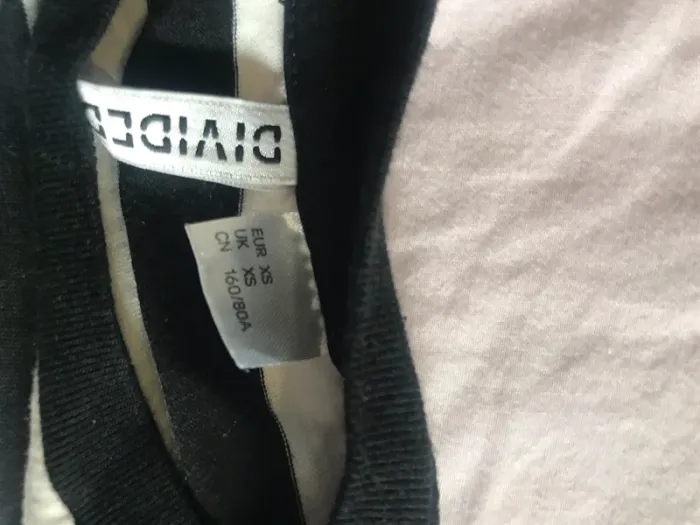 DIVIDED
EUR XS
UK XS
CN 160/80A